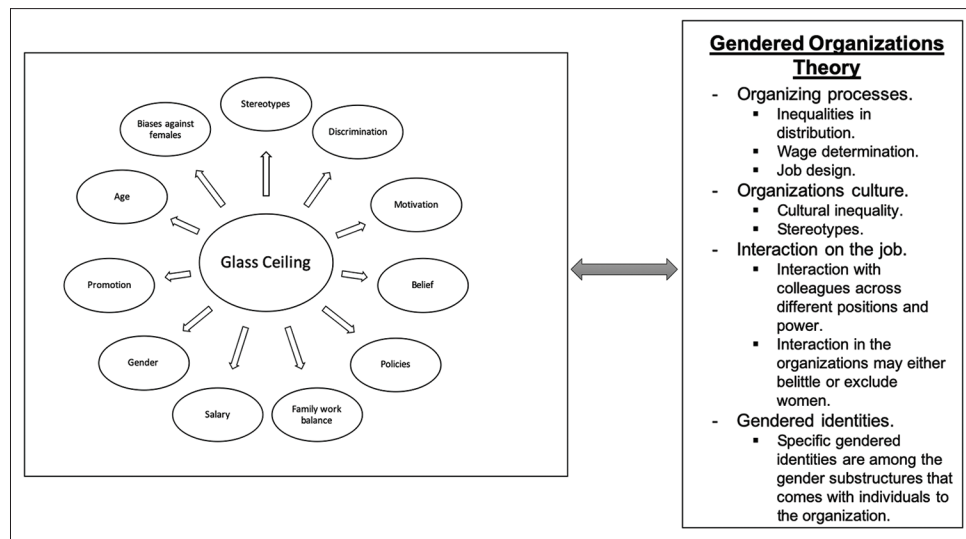 Stereotypes
Biases against
females
Discrimination
Age
Motivation
Glass Ceiling
Promotion
Belief
Gender
Policies
Salary
Family work
balance
Gendered Organizations
Theory
- Organizing processes.
▪ Inequalities in
distribution.
▪ Wage determination.
▪ Job design.
- Organizations culture.
▪ Cultural inequality.
▪ Stereotypes.
- Interaction on the job.
▪ Interaction with
colleagues across
different positions and
power.
▪ Interaction in the
organizations may either
belittle or exclude
women.
- Gendered identities.
▪ Specific gendered
identities are among the
gender substructures that
comes with individuals to
the organization.